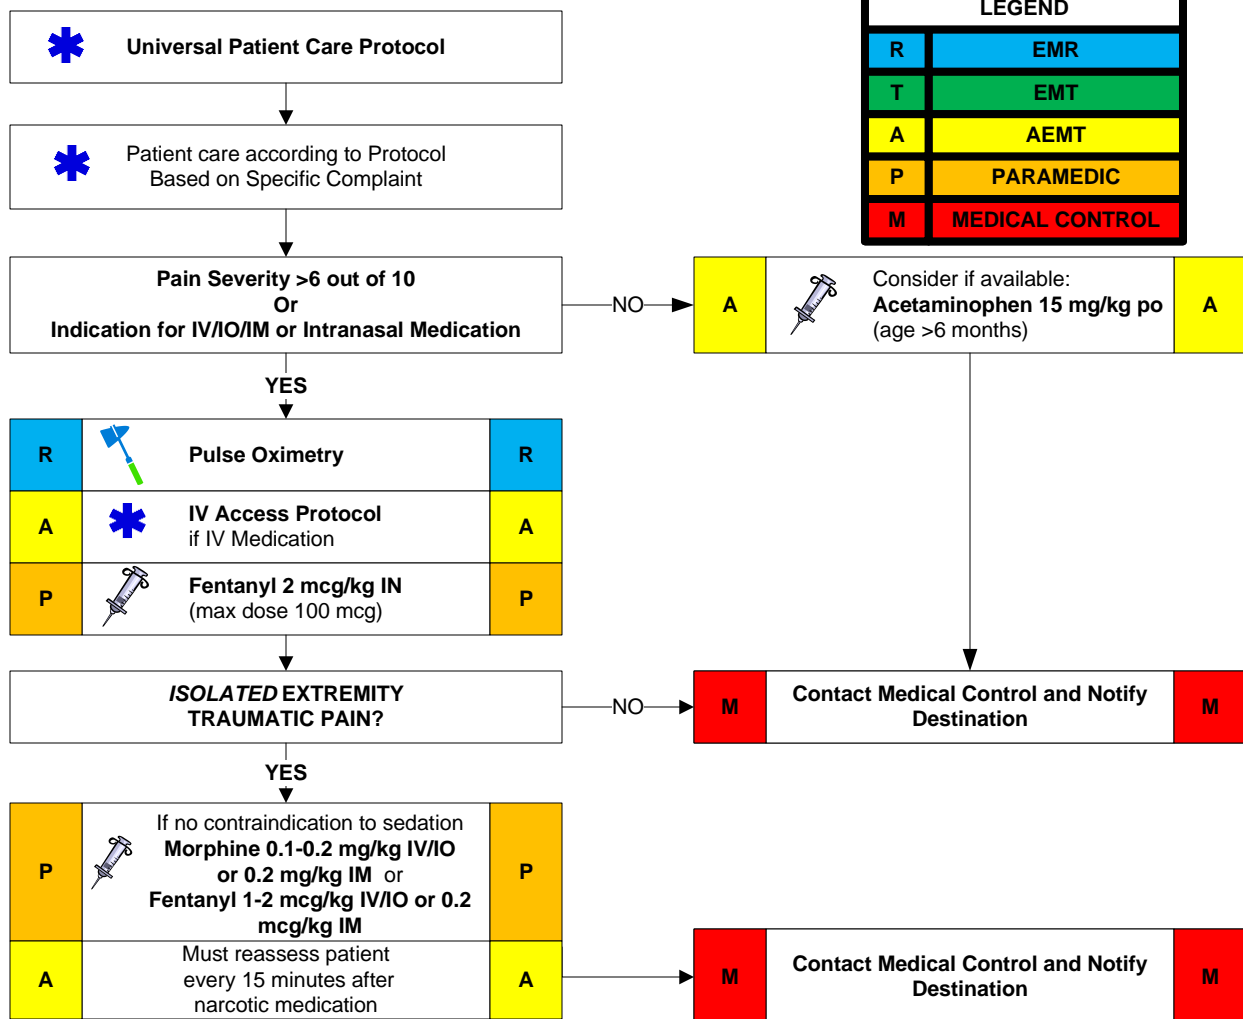 LEGEND
R EMR
T EMT
A AEMT
P PARAMEDIC
M MEDICAL CONTROL
Universal Patient Care Protocol
Patient care according to Protocol
Based on Specific Complaint
Pain Severity >6 out of 10
Or
Indication for IV/IO/IM or Intranasal Medication
NO
A
Consider if available:
Acetaminophen 15 mg/kg po
(age >6 months)
A
YES
R
Pulse Oximetry
R
A
IV Access Protocol
if IV Medication
A
P
Fentanyl 2 mcg/kg IN
(max dose 100 mcg)
P
ISOLATED EXTREMITY
TRAUMATIC PAIN?
NO
M
Contact Medical Control and Notify
Destination
M
YES
P
If no contraindication to sedation
Morphine 0.1-0.2 mg/kg IV/IO
or 0.2 mg/kg IM or
Fentanyl 1-2 mcg/kg IV/IO or 0.2
mcg/kg IM
P
A
Must reassess patient
every 15 minutes after
narcotic medication
A
M
Contact Medical Control and Notify
Destination
M